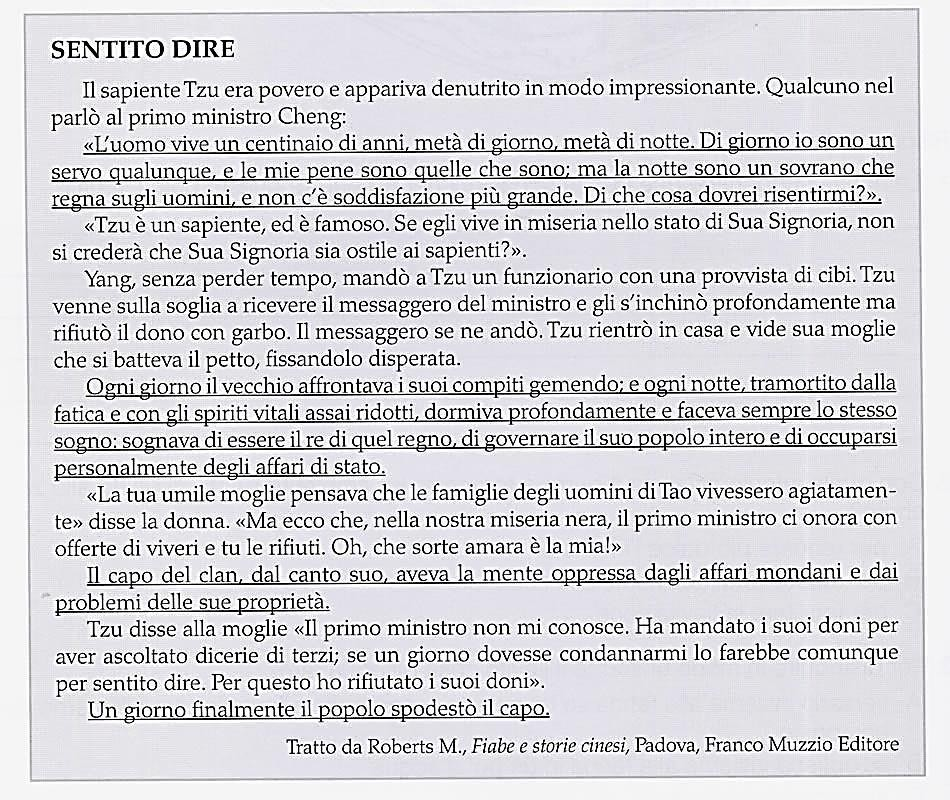 SENTITO DIRE
Il sapiente Tzu era povero e appariva denutrito in modo impressionante. Qualcuno nel
parlò al primo ministro Cheng:
«L'uomo vive un centinaio di anni, metà di giorno, metà di notte. Di giorno io sono un
servo qualunque, e le mie pene sono quelle che sono; ma la notte sono un sovrano che
regna sugli uomini, e non c'è soddisfazione più grande. Di che cosa dovrei risentirmi?».
«Tzu è un sapiente, ed è famoso. Se egli vive in miseria nello stato di Sua Signoria, non
si crederà che Sua Signoria sia ostile ai sapienti?».
Yang, senza perder tempo, mandò a Tzu un funzionario con una provvista di cibi. Tzu
venne sulla soglia a ricevere il messaggero del ministro e gli s'inchinò profondamente ma
rifiutò il dono con garbo. Il messaggero se ne andò. Tzu rientrò in casa e vide sua moglie
che si batteva il petto, fissandolo disperata.
Ogni giorno il vecchio affrontava i suoi compiti gemendo; e ogni notte, tramortito dalla
fatica e con gli spiriti vitali assai ridotti, dormiva profondamente e faceva sempre lo stesso
sogno: sognava di essere il re di quel regno, di governare il suo popolo intero e di occuparsi
personalmente degli affari di stato.
«La tua umile moglie pensava che le famiglie degli uomini di Tao vivessero agiatamen-
te» disse la donna. «Ma ecco che, nella nostra miseria nera, il primo ministro ci onora con
offerte di viveri e tu le rifiuti. Oh, che sorte amara è la mia!»
Il capo del clan, dal canto suo, aveva la mente oppressa dagli affari mondani e dai
problemi delle sue proprietà.
Tzu disse alla moglie «Il primo ministro non mi conosce. Ha mandato i suoi doni per
aver ascoltato dicerie di terzi; se un giorno dovesse condannarmi lo farebbe comunque
per sentito dire. Per questo ho rifiutato i suoi doni».
Un giorno finalmente il popolo spodestò il capo.
Tratto da Roberts M., Fiabe e storie cinesi, Padova, Franco Muzzio Editore